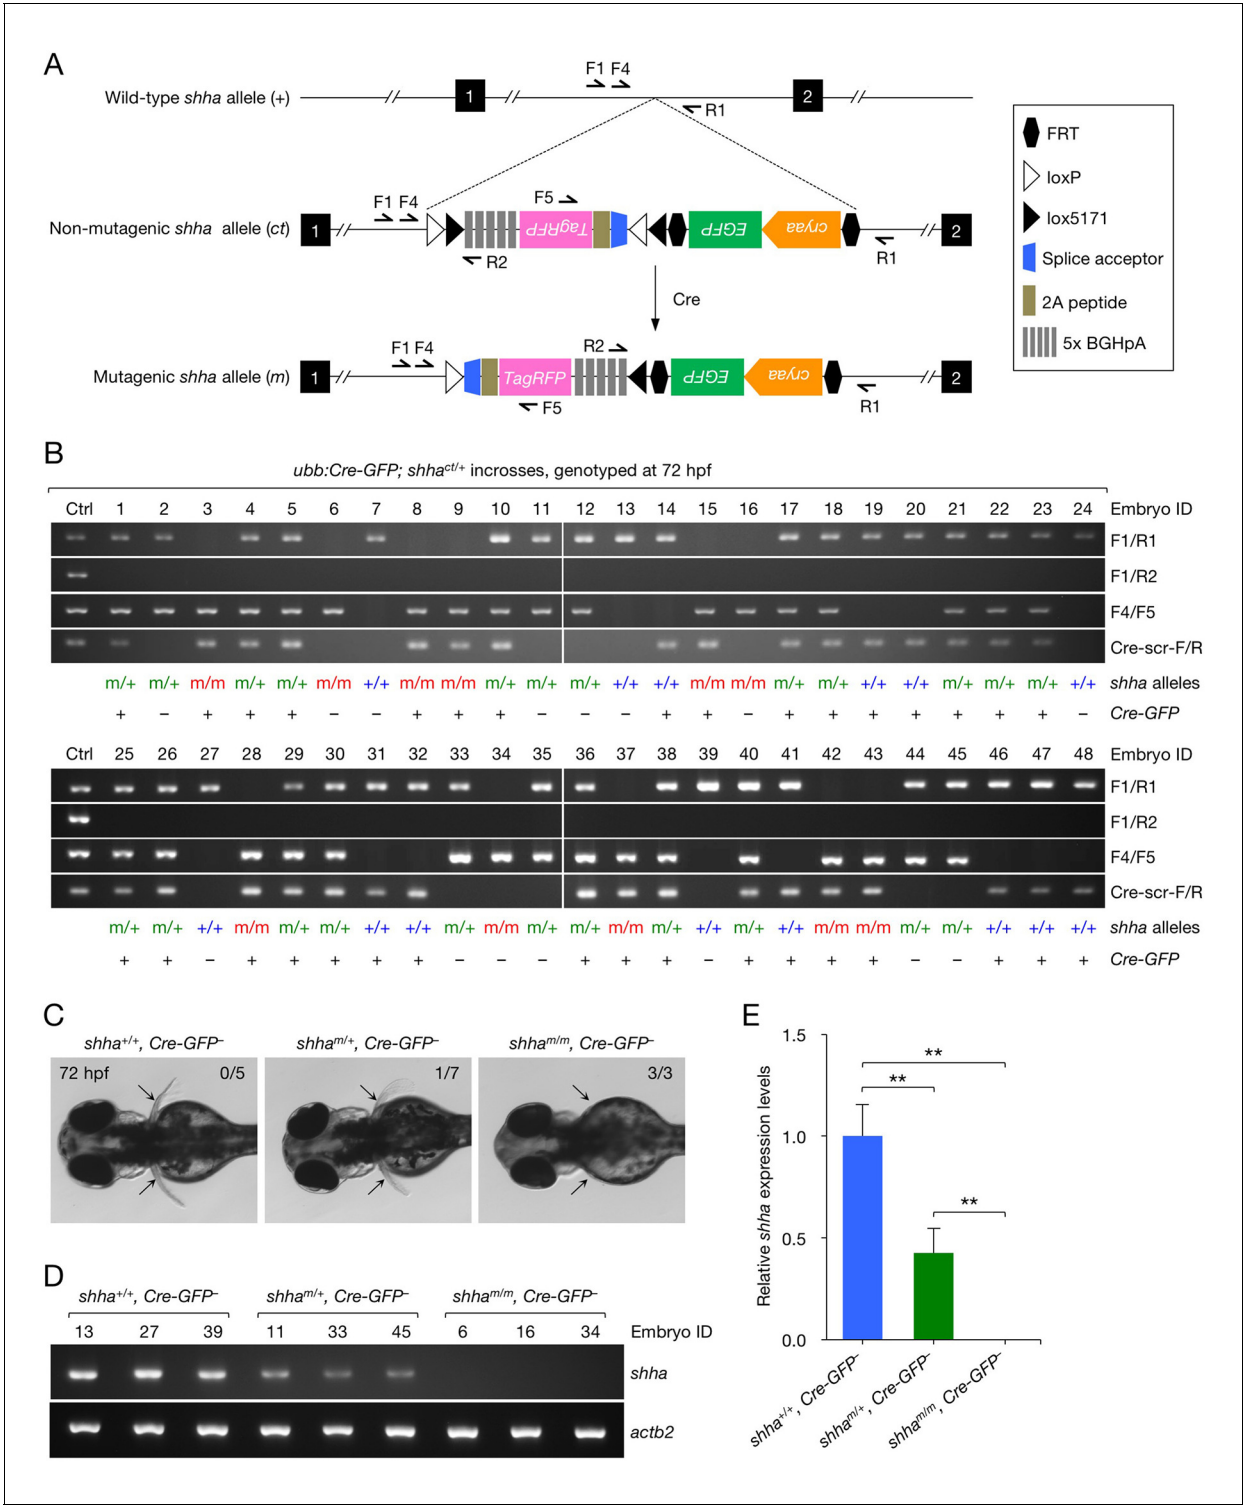 A
Wild-type shha allele (+)
1
F1 F4
R1
2
Non-mutagenic shha allele (ct)
1
F1 F4
R2
F5
TagRFP
EGFP
cryaa
R1
2
Cre
Mutagenic shha allele (m)
1
F1 F4
TagRFP
F5
R2
EGFP
cryaa
R1
2
FRT
loxP
lox5171
Splice acceptor
2A peptide
5x BGHpA
B
ubb:Cre-GFP; shha^ct/+ incrosses, genotyped at 72 hpf
Ctrl 1 2 3 4 5 6 7 8 9 10 11 12 13 14 15 16 17 18 19 20 21 22 23 24 Embryo ID
F1/R1
F1/R2
F4/F5
Cre-scr-F/R
m/+ m/+ m/m m/+ m/+ m/m +/+ m/m m/m m/+ m/+ m/+ +/+ +/+ m/m m/m m/+ m/+ +/+ +/+ m/+ m/+ m/+ +/+ shha alleles
+ − + + + − − + + + − − − + + − + + + + + + + − Cre-GFP
Ctrl 25 26 27 28 29 30 31 32 33 34 35 36 37 38 39 40 41 42 43 44 45 46 47 48 Embryo ID
F1/R1
F1/R2
F4/F5
Cre-scr-F/R
m/+ m/+ +/+ m/m m/+ m/+ +/+ +/+ m/+ m/m m/+ m/+ m/m m/+ +/+ m/+ +/+ m/m m/m m/+ m/+ +/+ +/+ +/+ shha alleles
+ + − + + + + + − − − + + + − + + + + − − + + + Cre-GFP
C
shha^+/+, Cre-GFP^−
72 hpf 0/5
shha^m/+, Cre-GFP^−
1/7
shha^m/m, Cre-GFP^−
3/3
D
shha^+/+, Cre-GFP^− shha^m/+, Cre-GFP^− shha^m/m, Cre-GFP^−
13 27 39 11 33 45 6 16 34 Embryo ID
shha
actb2
E
Relative shha expression levels
1.5
1.0
0.5
0.0
**
**
**
shha^+/+, Cre-GFP^−
shha^m/+, Cre-GFP^−
shha^m/m, Cre-GFP^−